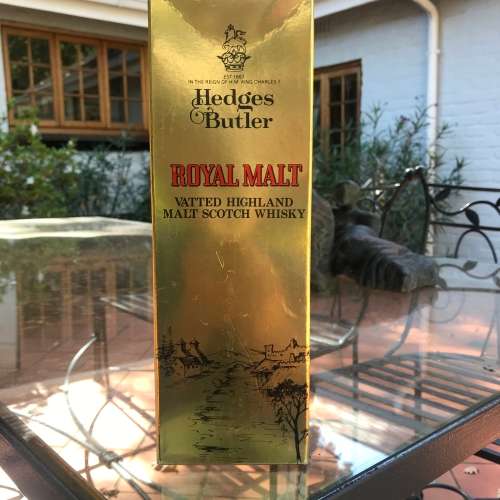 EST 1667
IN THE REIGN OF H.M. KING CHARLES II
Hedges
& Butler
ROYAL MALT
VATTED HIGHLAND
MALT SCOTCH WHISKY